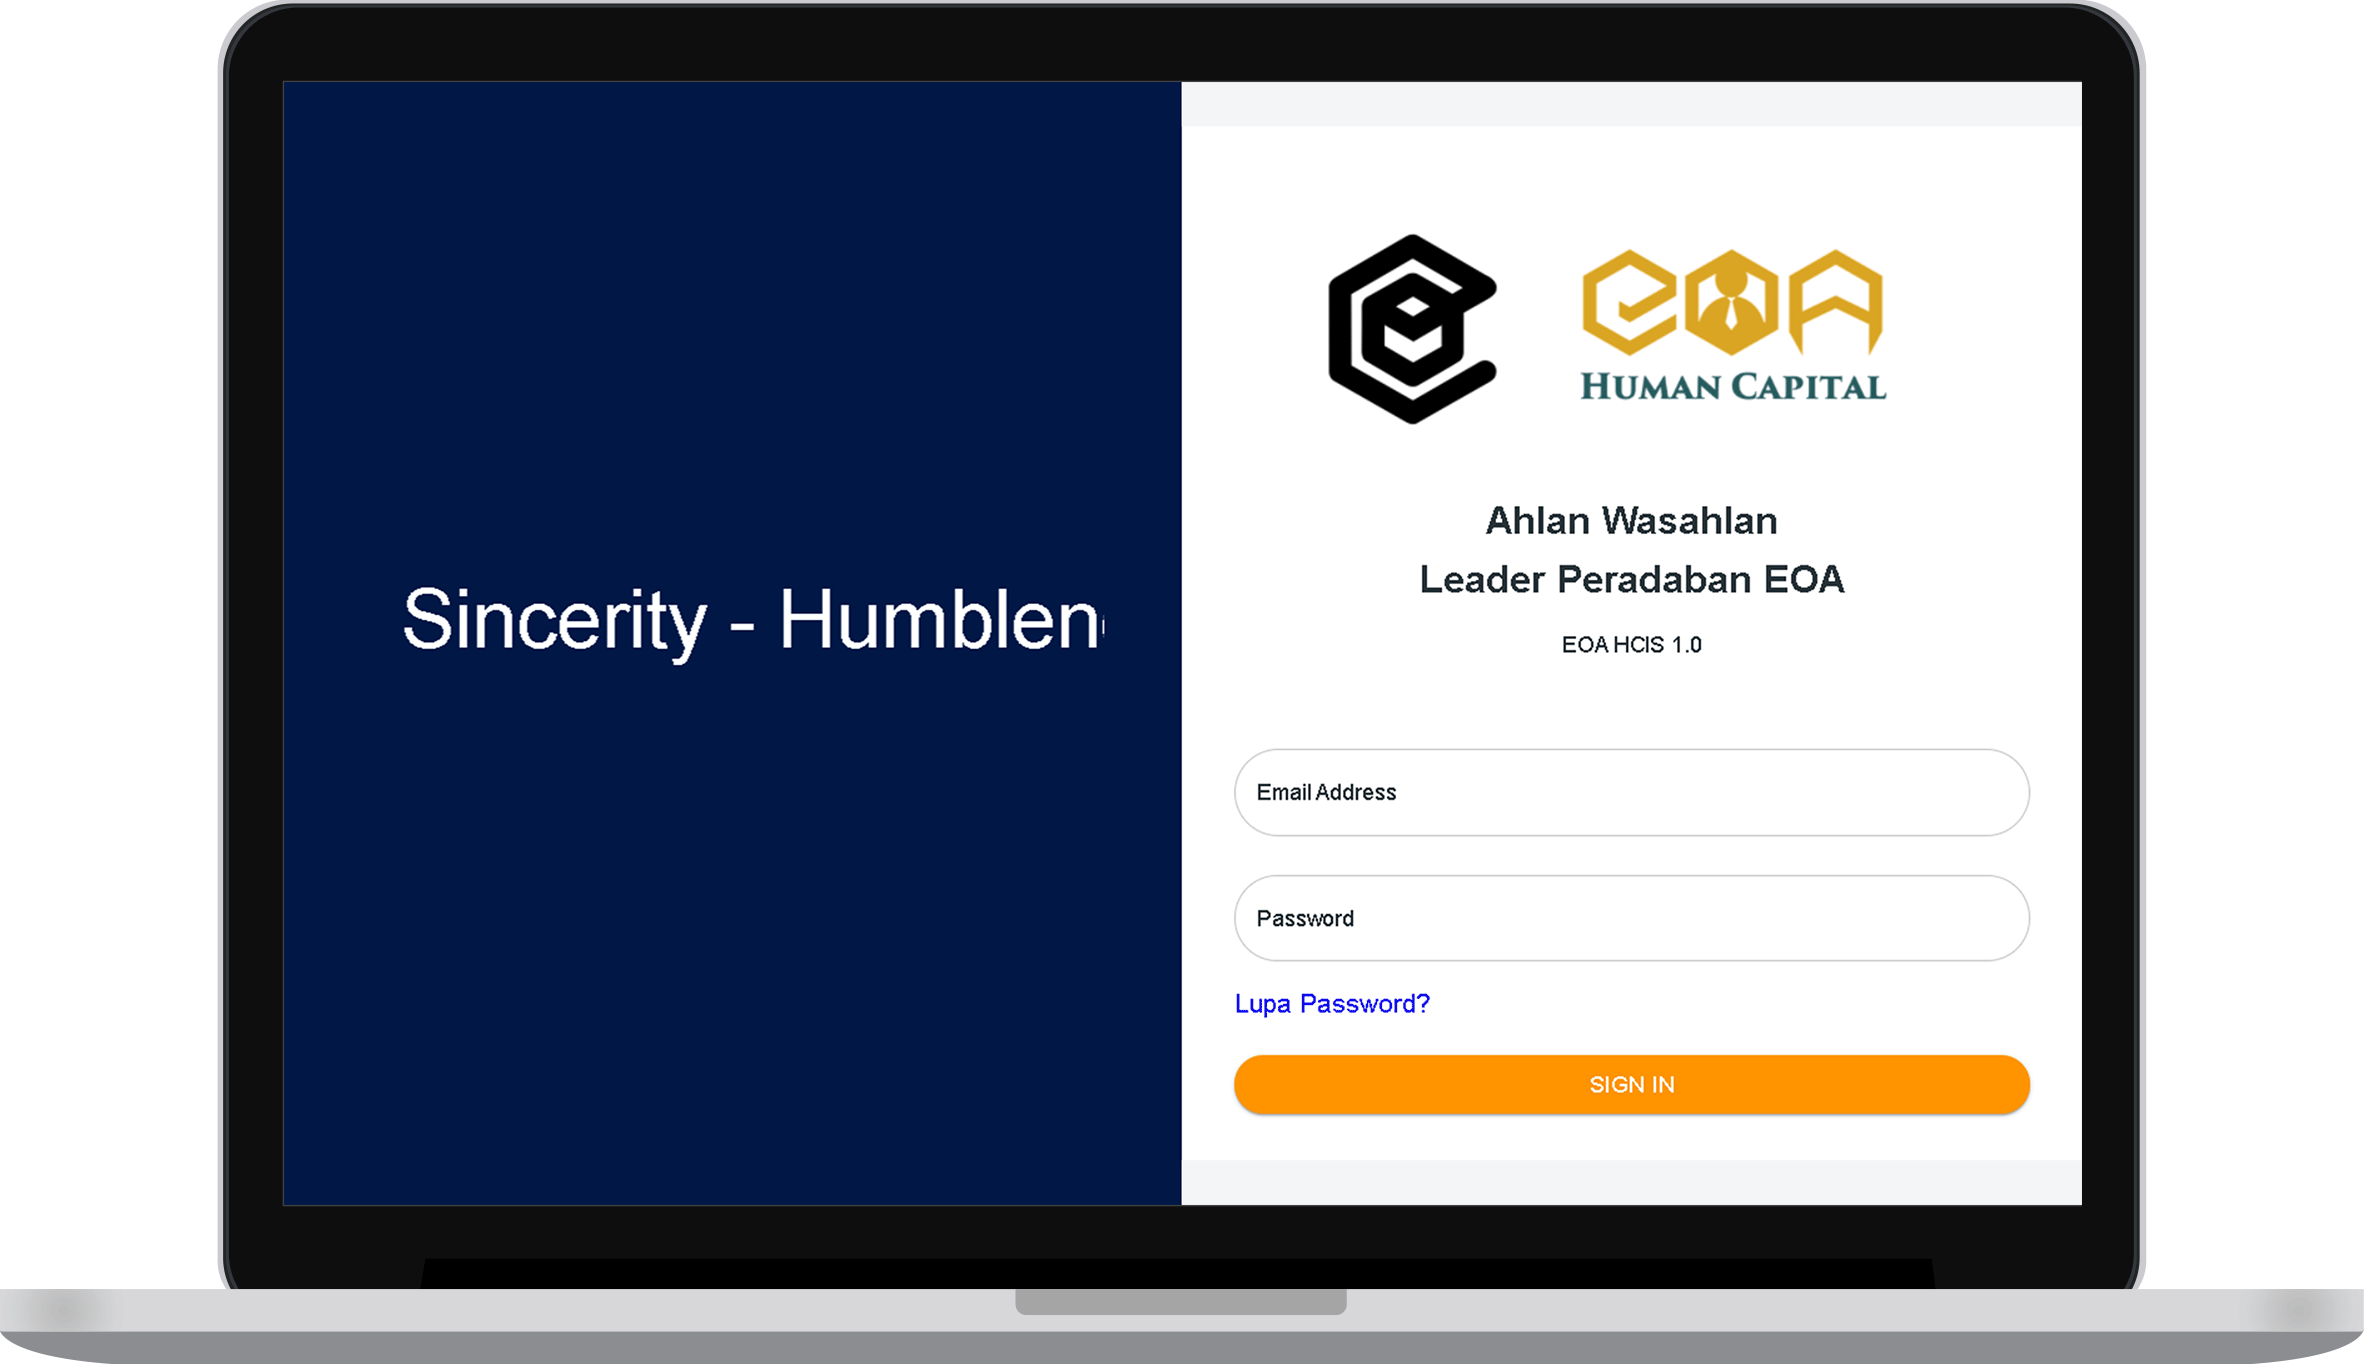 Sincerity - Humblen
EOA
HUMAN CAPITAL
Ahlan Wasahlan
Leader Peradaban EOA
EOA HCIS 1.0
Email Address
Password
Lupa Password?
SIGN IN